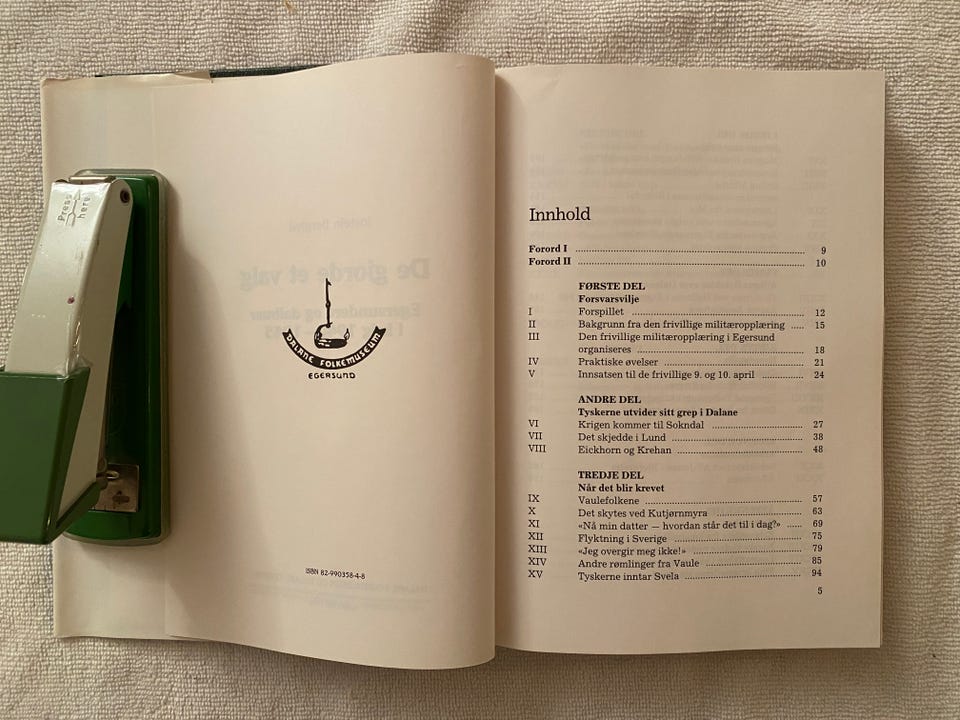 Press
here
DALANE FOLKEMUSEUM
EGERSUND
ISBN 82-990358-4-8
Innhold
Forord I ........ 9
Forord II ........ 10
FØRSTE DEL
Forsvarsvilje
I Forspillet ........ 12
II Bakgrunn fra den frivillige militæropplæring ..... 15
III Den frivillige militæropplæring i Egersund
organiseres ........ 18
IV Praktiske øvelser ........ 21
V Innsatsen til de frivillige 9. og 10. april ........ 24
ANDRE DEL
Tyskerne utvider sitt grep i Dalane
VI Krigen kommer til Sokndal ........ 27
VII Det skjedde i Lund ........ 38
VIII Eickhorn og Krehan ........ 48
TREDJE DEL
Når det blir krevet
IX Vaulefolkene ........ 57
X Det skytes ved Kutjørnmyra ........ 63
XI «Nå min datter — hvordan står det til i dag?» ..... 69
XII Flyktning i Sverige ........ 75
XIII «Jeg overgir meg ikke!» ........ 79
XIV Andre rømlinger fra Vaule ........ 85
XV Tyskerne inntar Svela ........ 94
5